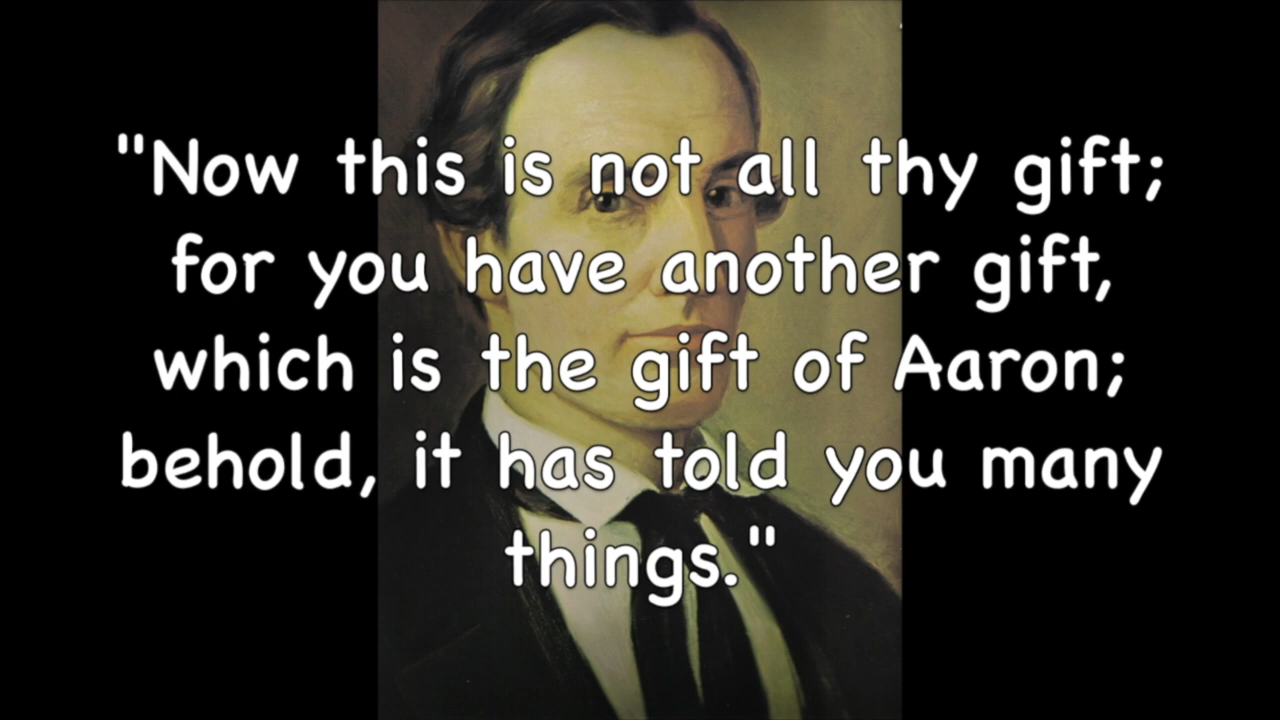 "Now this is not all thy gift;
for you have another gift,
which is the gift of Aaron;
behold, it has told you many
things."